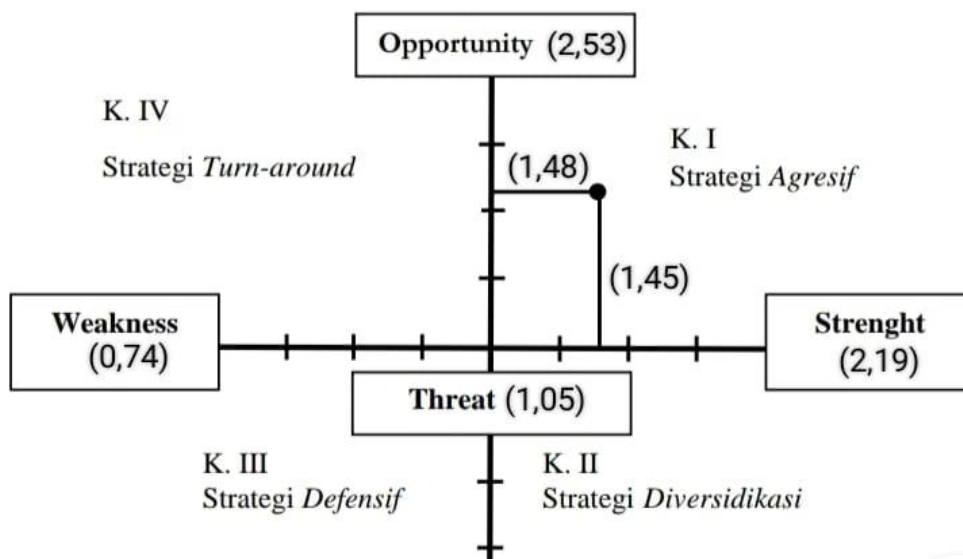 Opportunity (2,53)
K. IV
Strategi Turn-around
K. I
Strategi Agresif
(1,48)
(1,45)
Weakness
(0,74)
Strenght
(2,19)
Threat (1,05)
K. III
Strategi Defensif
K. II
Strategi Diversidikasi